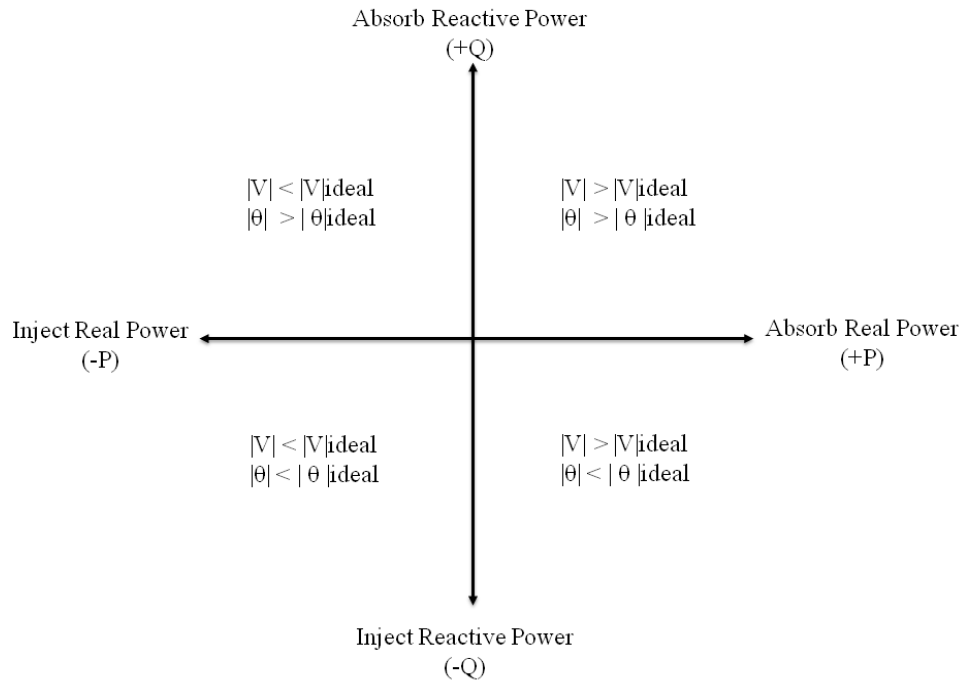 Absorb Reactive Power
(+Q)
|V| < |V|ideal
|θ| > | θ|ideal
|V| > |V|ideal
|θ| > | θ |ideal
Inject Real Power
(-P)
Absorb Real Power
(+P)
|V| < |V|ideal
|θ| < | θ |ideal
|V| > |V|ideal
|θ| < | θ |ideal
Inject Reactive Power
(-Q)